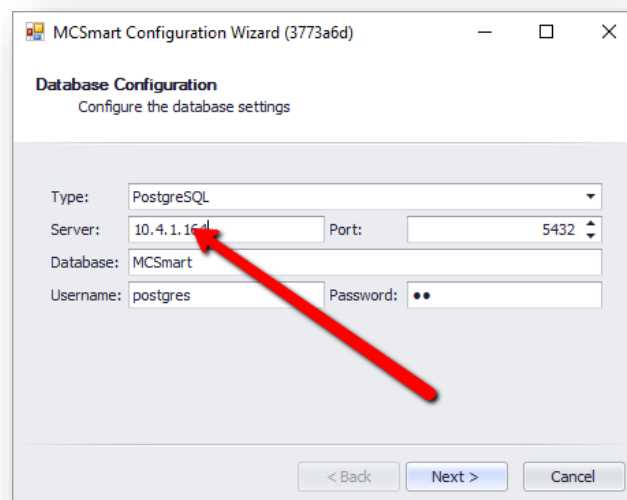 MCSmart Configuration Wizard (3773a6d)
Database Configuration
Configure the database settings
Type: PostgreSQL
Server: 10.4.1.164 Port: 5432
Database: MCSmart
Username: postgres Password: ●●
< Back Next > Cancel